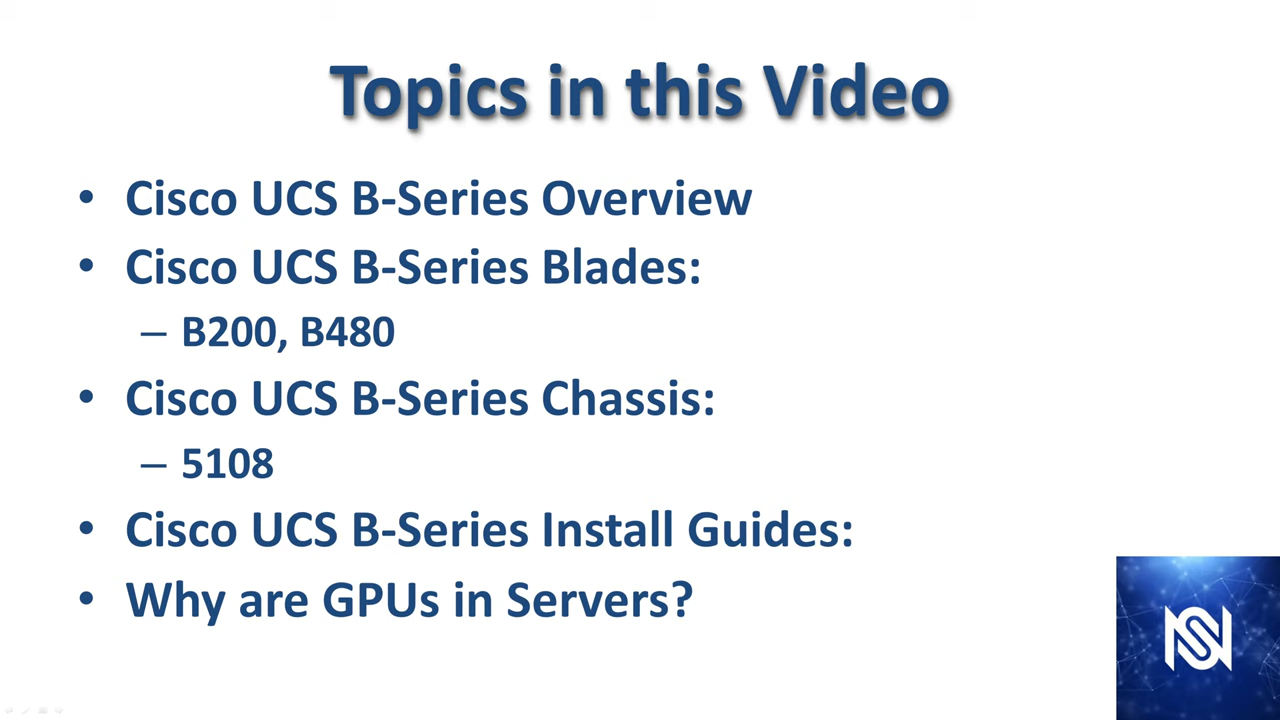 Topics in this Video
• Cisco UCS B-Series Overview
• Cisco UCS B-Series Blades:
– B200, B480
• Cisco UCS B-Series Chassis:
– 5108
• Cisco UCS B-Series Install Guides:
• Why are GPUs in Servers?